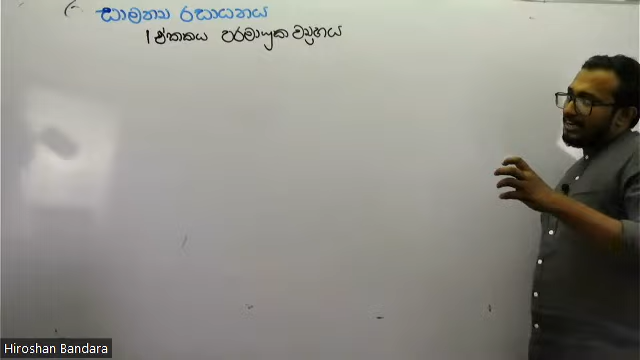 සාමාන්‍ය රසායනය
1 ඒකකය පරමාණුක ව්‍යුහය
Hiroshan Bandara